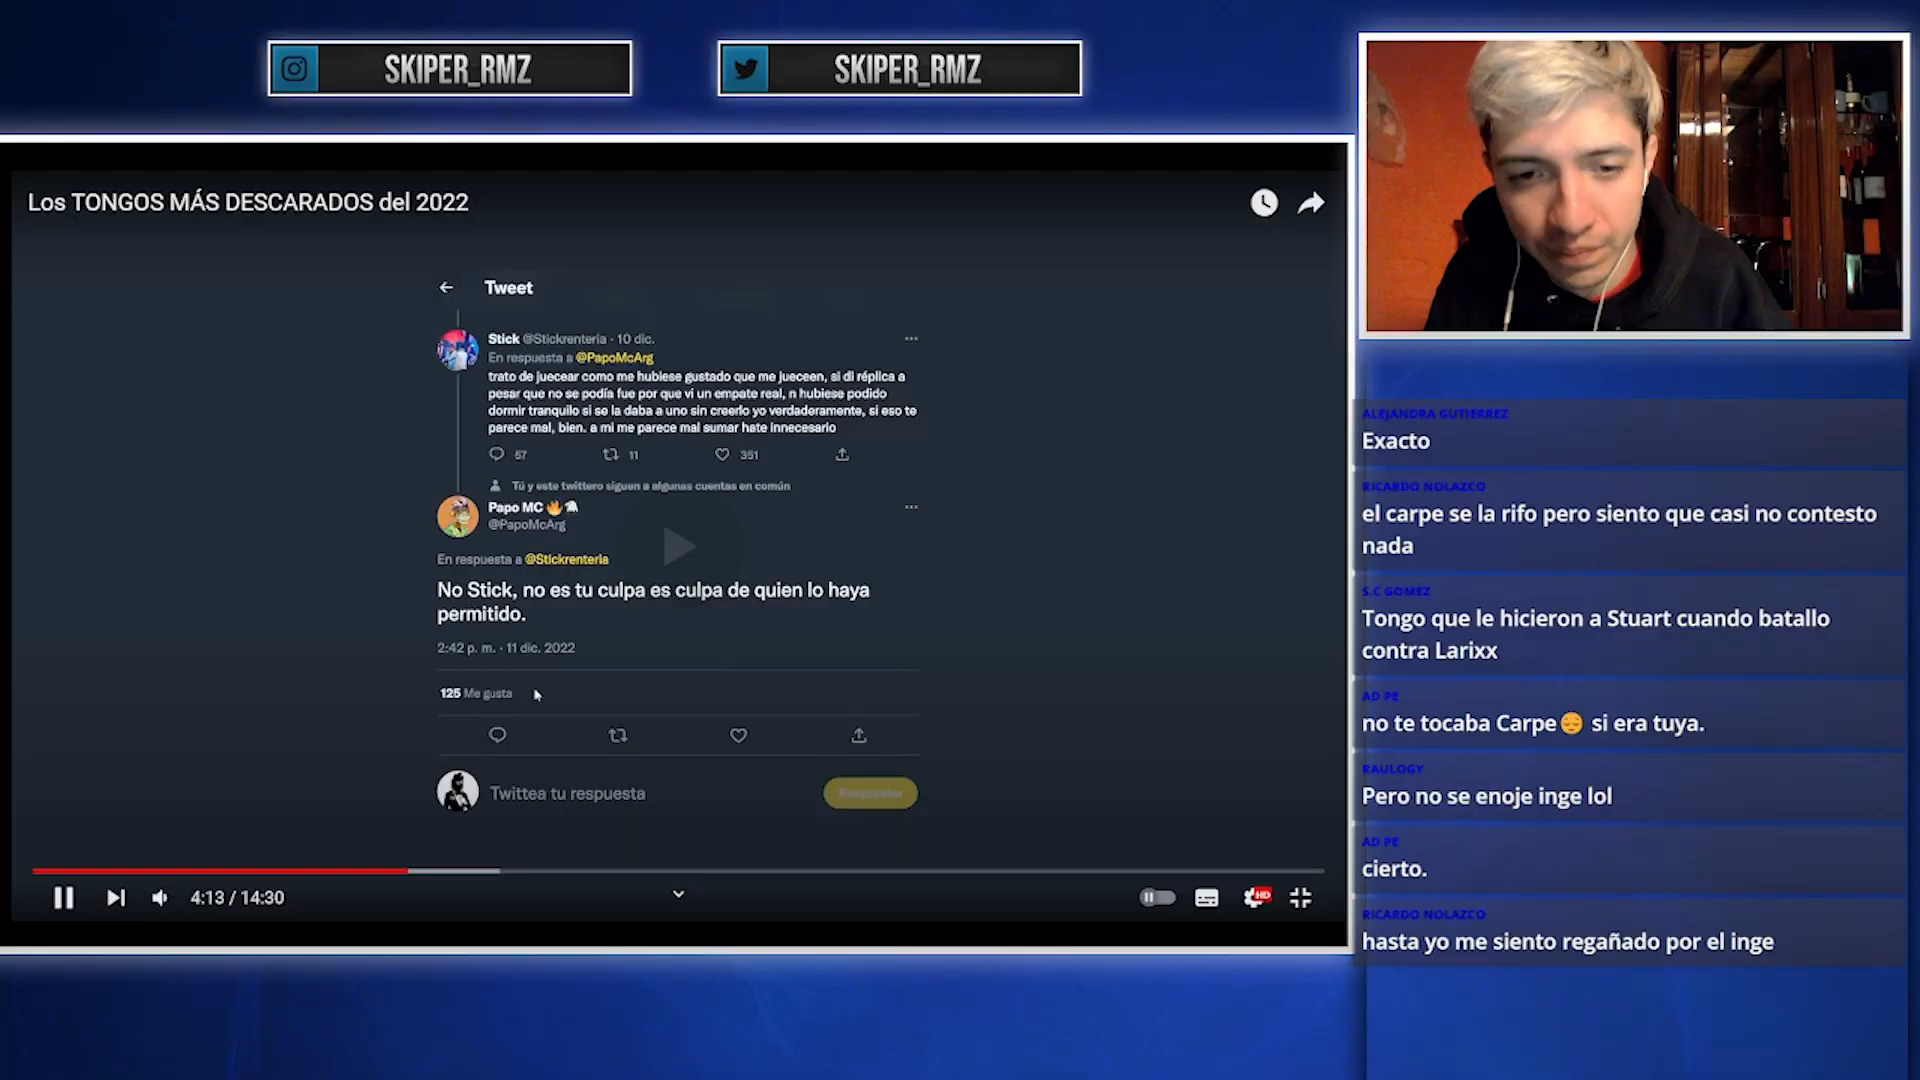 SKIPER_RMZ
SKIPER_RMZ
Los TONGOS MÁS DESCARADOS del 2022
Tweet
Stick @Stickrenteria · 10 dic.
En respuesta a @PapoMcArg
trato de juecear como me hubiese gustado que me jueceen, si di réplica a
pesar que no se podía fue por que vi un empate real, n hubiese podido
dormir tranquilo si se la daba a uno sin creerlo yo verdaderamente, si eso te
parece mal, bien. a mi me parece mal sumar hate innecesario
57 11 351
Tú y este twittero siguen a algunas cuentas en común
Papo MC
@PapoMcArg
En respuesta a @Stickrenteria
No Stick, no es tu culpa es culpa de quien lo haya
permitido.
2:42 p. m. · 11 dic. 2022
125 Me gusta
Twittea tu respuesta
Responder
4:13 / 14:30
HD
ALEJANDRA GUTIERREZ
Exacto
RICARDO NOLAZCO
el carpe se la rifo pero siento que casi no contesto
nada
S.C GOMEZ
Tongo que le hicieron a Stuart cuando batallo
contra Larixx
AD PE
no te tocaba Carpe😔 si era tuya.
RAULOGY
Pero no se enoje inge lol
AD PE
cierto.
RICARDO NOLAZCO
hasta yo me siento regañado por el inge